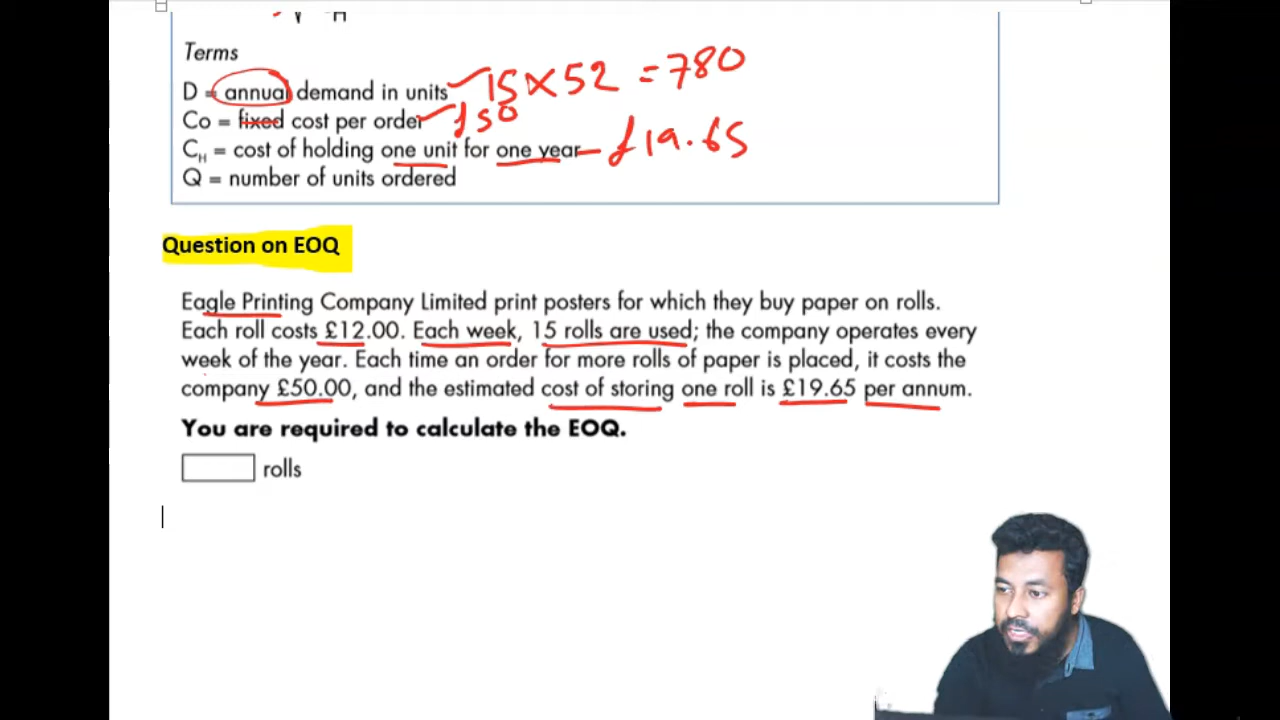 H
Terms
D = annual demand in units 15 × 52 = 780
Co = fixed cost per order £50
CH = cost of holding one unit for one year £19.65
Q = number of units ordered
Question on EOQ
Eagle Printing Company Limited print posters for which they buy paper on rolls.
Each roll costs £12.00. Each week, 15 rolls are used; the company operates every
week of the year. Each time an order for more rolls of paper is placed, it costs the
company £50.00, and the estimated cost of storing one roll is £19.65 per annum.
You are required to calculate the EOQ.
rolls